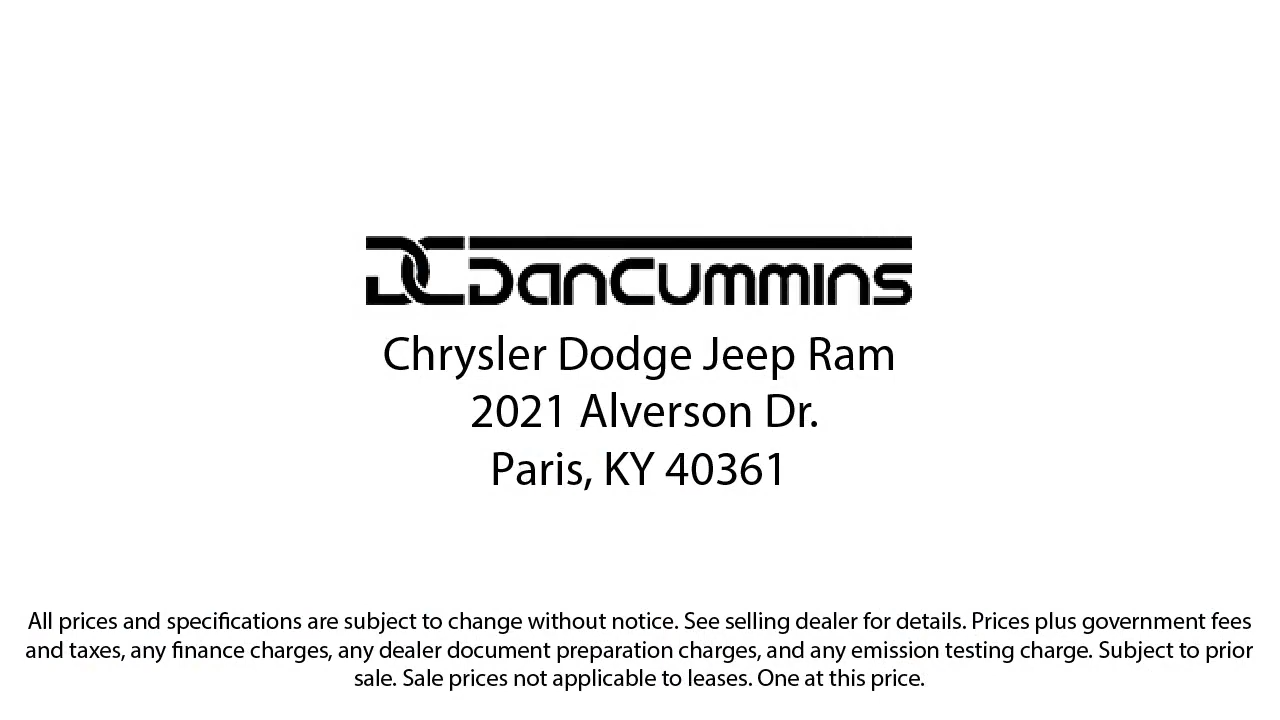 DC DanCummins
Chrysler Dodge Jeep Ram
2021 Alverson Dr.
Paris, KY 40361
All prices and specifications are subject to change without notice. See selling dealer for details. Prices plus government fees
and taxes, any finance charges, any dealer document preparation charges, and any emission testing charge. Subject to prior
sale. Sale prices not applicable to leases. One at this price.